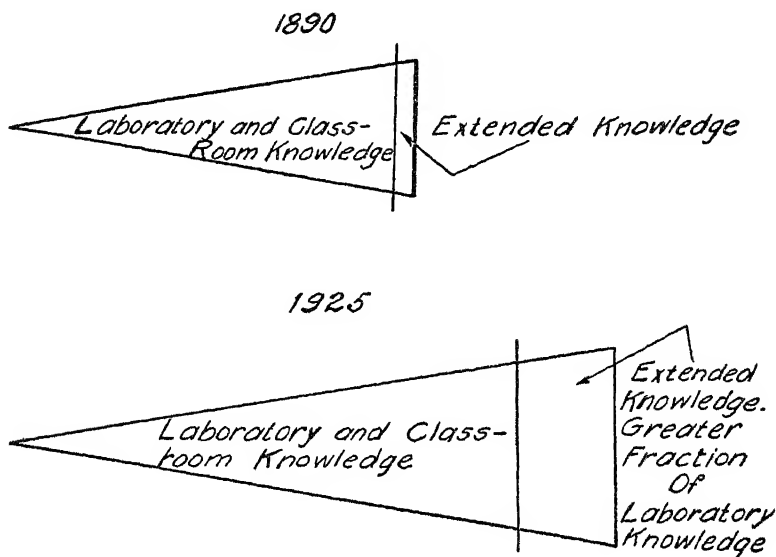 1890
Laboratory and Class-
Room Knowledge
Extended Knowledge
1925
Laboratory and Class-
room Knowledge
Extended
Knowledge.
Greater
Fraction
Of
Laboratory
Knowledge